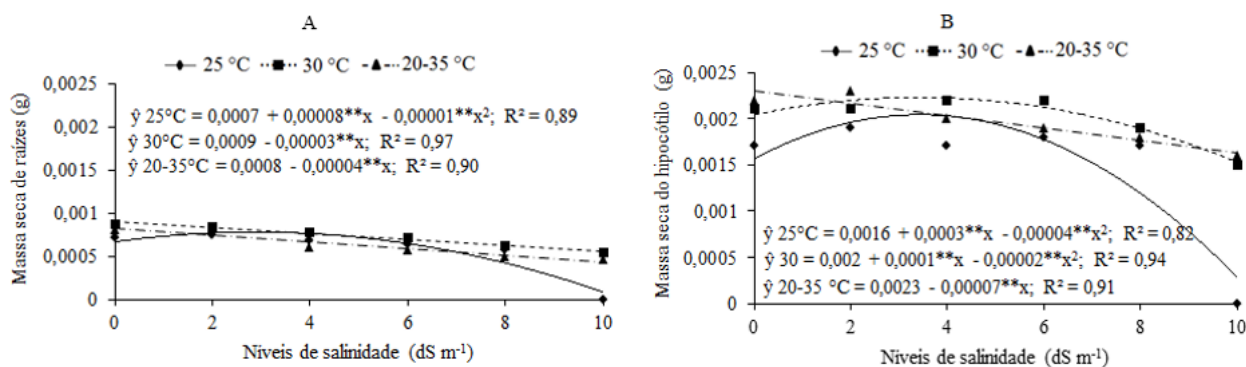 A
25 °C 30 °C 20-35 °C
Massa seca de raízes (g)
0,0025
0,002
0,0015
0,001
0,0005
0
ŷ 25°C = 0,0007 + 0,00008**x - 0,00001**x²; R² = 0,89
ŷ 30°C = 0,0009 - 0,00003**x; R² = 0,97
ŷ 20-35°C = 0,0008 - 0,00004**x; R² = 0,90
0 2 4 6 8 10
Niveis de salinidade (dS m⁻¹)
B
25 °C 30 °C 20-35 °C
Massa seca do hipocótilo (g)
0,0025
0,002
0,0015
0,001
0,0005
0
ŷ 25°C = 0,0016 + 0,0003**x - 0,00004**x²; R² = 0,82
ŷ 30 = 0,002 + 0,0001**x - 0,00002**x²; R² = 0,94
ŷ 20-35 °C = 0,0023 - 0,00007**x; R² = 0,91
0 2 4 6 8 10
Niveis de salinidade (dS m⁻¹)